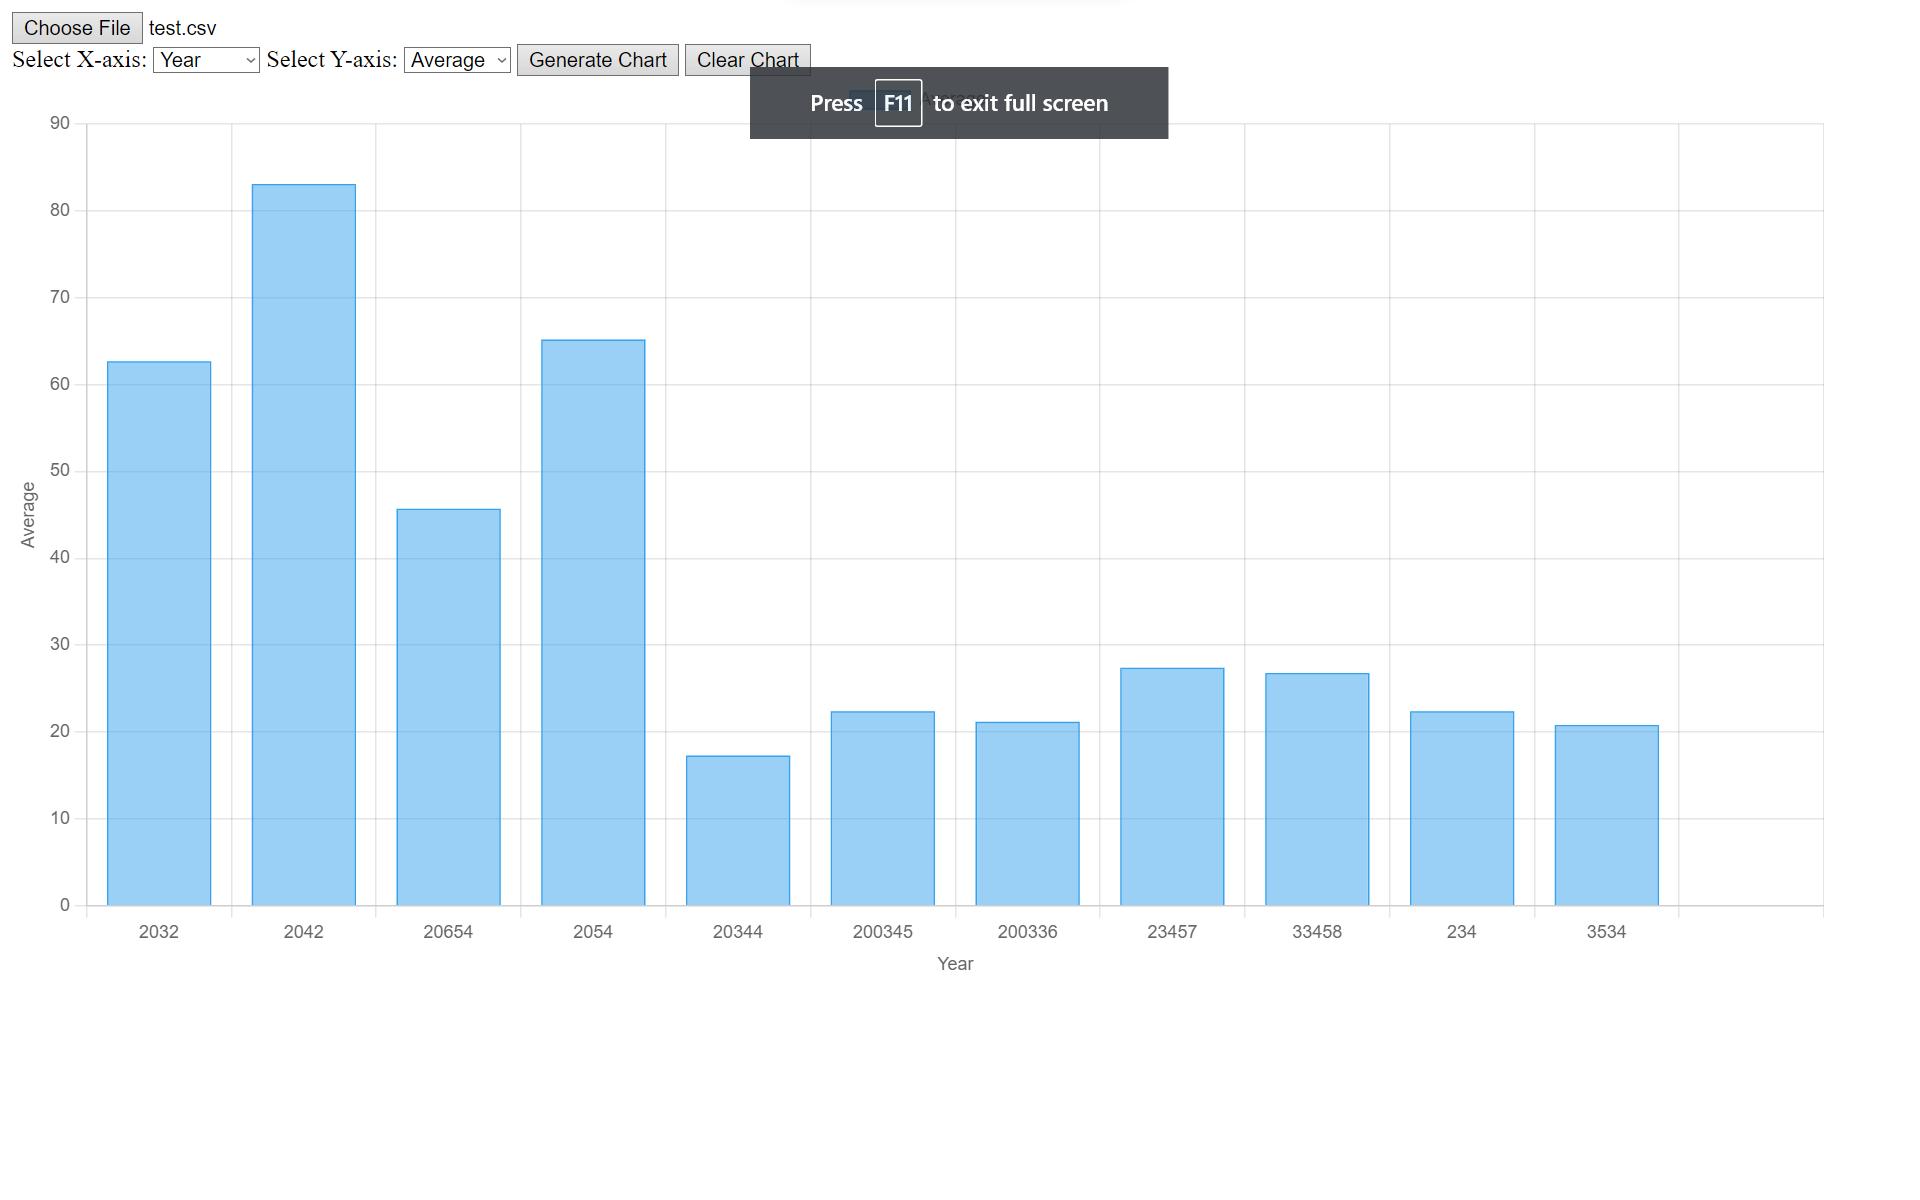 Choose File test.csv
Select X-axis: Year Select Y-axis: Average Generate Chart Clear Chart
Press F11 to exit full screen
90
80
70
60
50
40
30
20
10
0
Average
2032 2042 20654 2054 20344 200345 200336 23457 33458 234 3534
Year